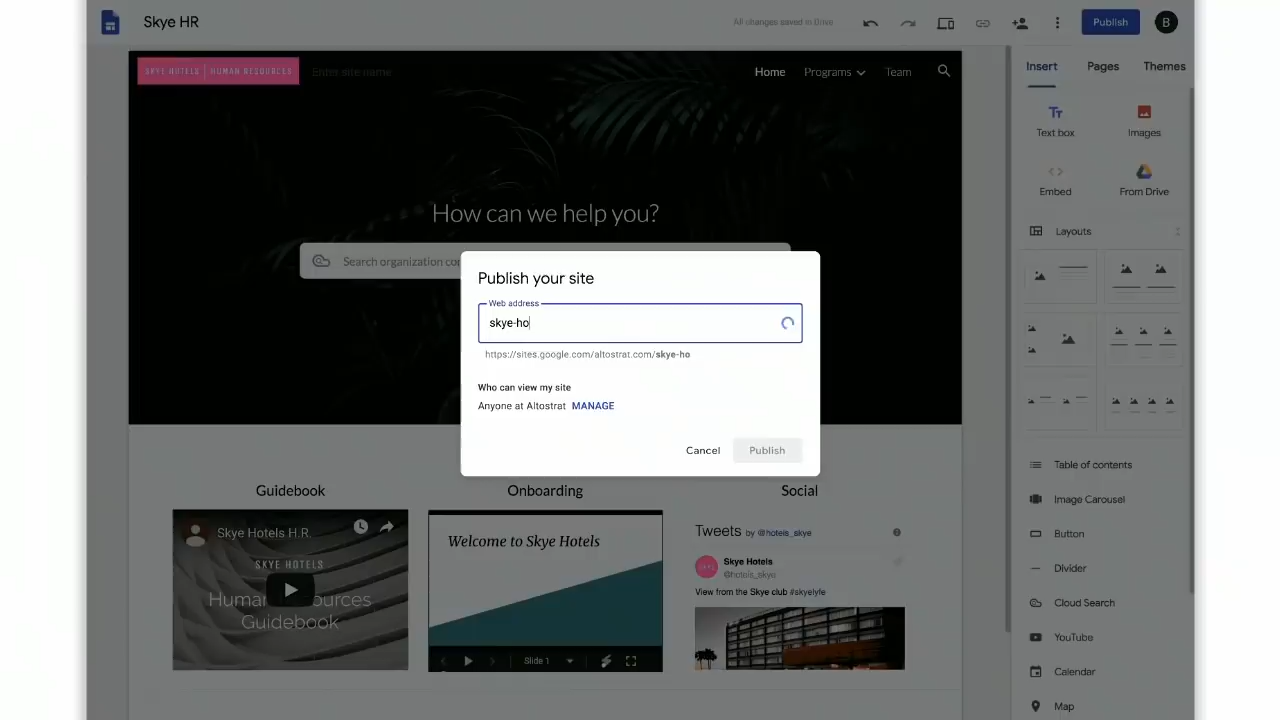 Skye HR
All changes saved in Drive
Publish
B
SKYE HOTELS | HUMAN RESOURCES
Enter site name
Home
Programs
Team
Insert
Pages
Themes
Text box
Images
Embed
From Drive
Layouts
How can we help you?
Search organization con
Publish your site
Web address
skye-ho
https://sites.google.com/altostrat.com/skye-ho
Who can view my site
Anyone at Altostrat MANAGE
Cancel
Publish
Guidebook
Onboarding
Social
Skye Hotels H.R.
SKYE HOTELS
Human Resources
Guidebook
Welcome to Skye Hotels
Slide 1
Tweets by @hotels_skye
Skye Hotels
@hotels_skye
View from the Skye club #skyelyfe
Table of contents
Image Carousel
Button
Divider
Cloud Search
YouTube
Calendar
Map